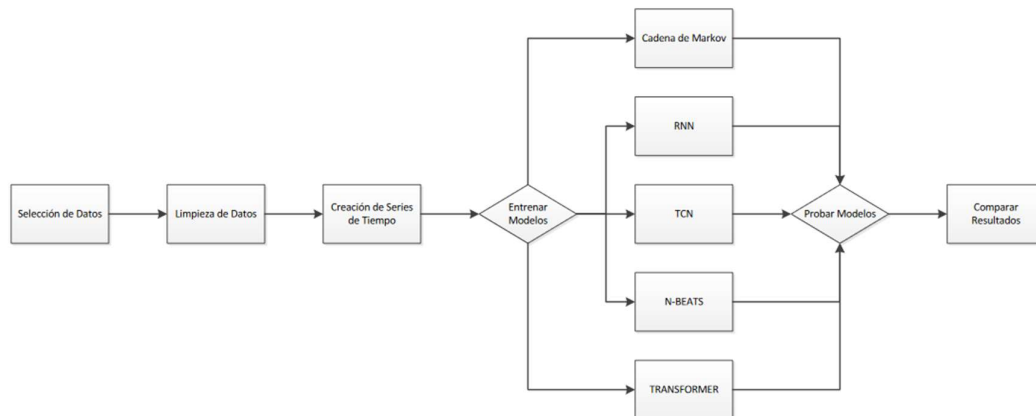 Selección de Datos
Limpieza de Datos
Creación de Series
de Tiempo
Entrenar
Modelos
Cadena de Markov
RNN
TCN
N-BEATS
TRANSFORMER
Probar Modelos
Comparar
Resultados